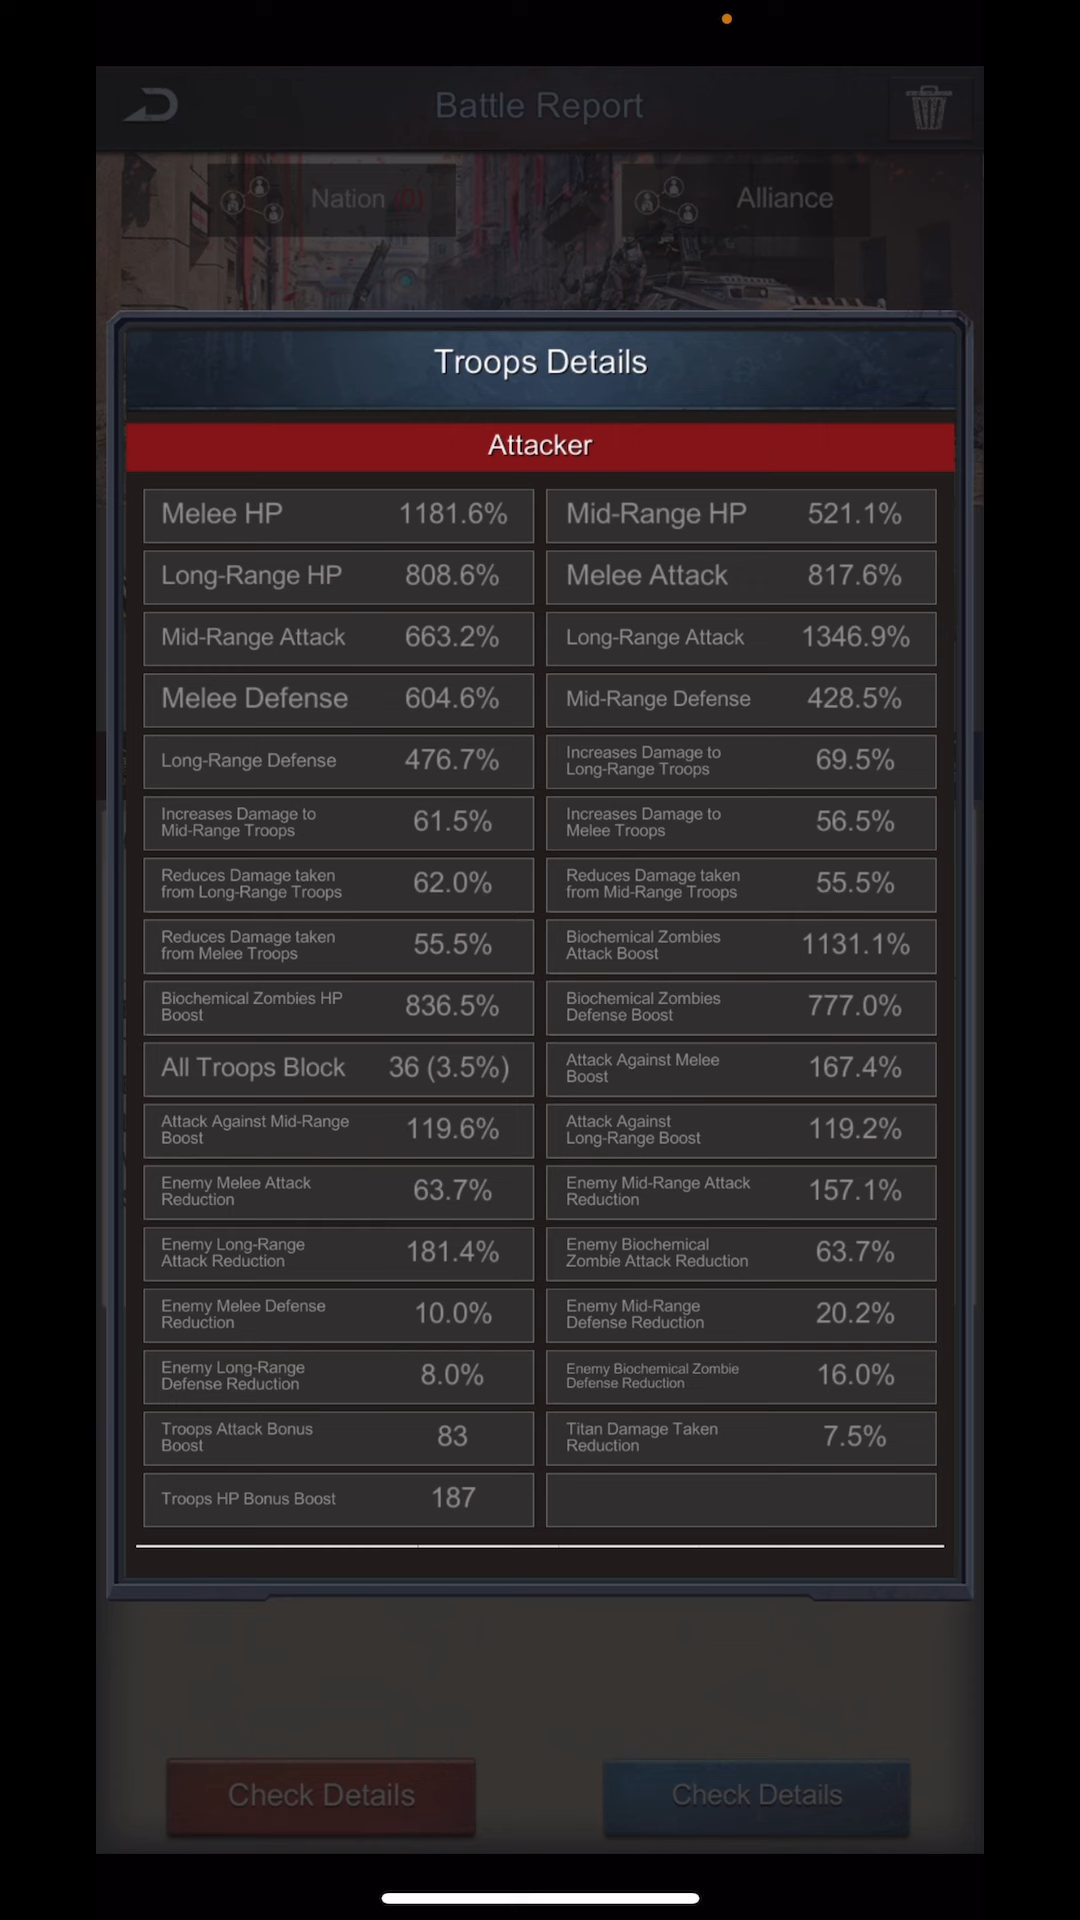 Battle Report
Nation (R)
Alliance
Troops Details
Attacker
Melee HP 1181.6%
Mid-Range HP 521.1%
Long-Range HP 808.6%
Melee Attack 817.6%
Mid-Range Attack 663.2%
Long-Range Attack 1346.9%
Melee Defense 604.6%
Mid-Range Defense 428.5%
Long-Range Defense 476.7%
Increases Damage to
Long-Range Troops 69.5%
Increases Damage to
Mid-Range Troops 61.5%
Increases Damage to
Melee Troops 56.5%
Reduces Damage taken
from Long-Range Troops 62.0%
Reduces Damage taken
from Mid-Range Troops 55.5%
Reduces Damage taken
from Melee Troops 55.5%
Biochemical Zombies
Attack Boost 1131.1%
Biochemical Zombies HP
Boost 836.5%
Biochemical Zombies
Defense Boost 777.0%
All Troops Block 36 (3.5%)
Attack Against Melee
Boost 167.4%
Attack Against Mid-Range
Boost 119.6%
Attack Against
Long-Range Boost 119.2%
Enemy Melee Attack
Reduction 63.7%
Enemy Mid-Range Attack
Reduction 157.1%
Enemy Long-Range
Attack Reduction 181.4%
Enemy Biochemical
Zombie Attack Reduction 63.7%
Enemy Melee Defense
Reduction 10.0%
Enemy Mid-Range
Defense Reduction 20.2%
Enemy Long-Range
Defense Reduction 8.0%
Enemy Biochemical Zombie
Defense Reduction 16.0%
Troops Attack Bonus
Boost 83
Titan Damage Taken
Reduction 7.5%
Troops HP Bonus Boost 187
Check Details
Check Details